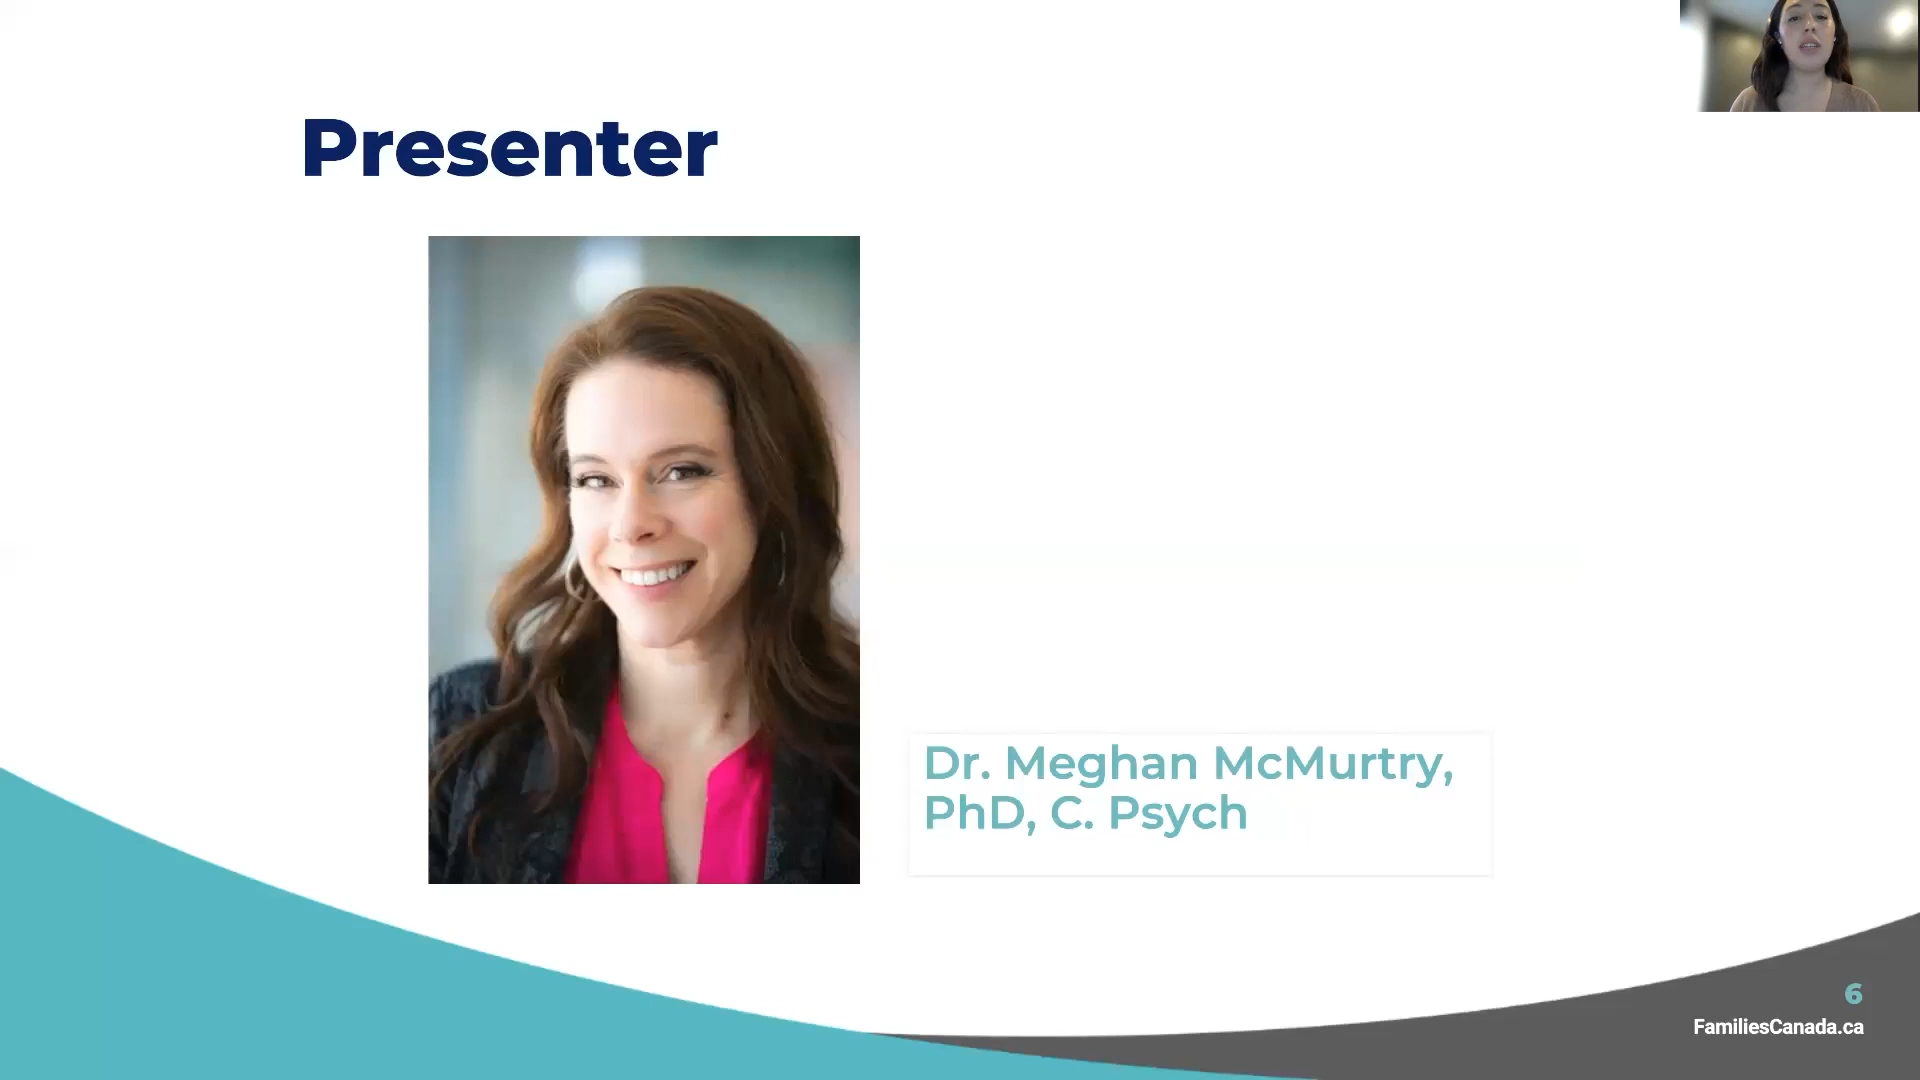 Presenter
Dr. Meghan McMurtry,
PhD, C. Psych
6
FamiliesCanada.ca